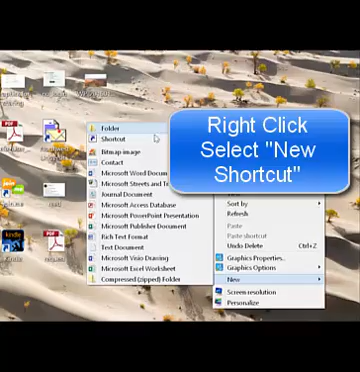 Right Click
Select "New
Shortcut"
Folder
Shortcut
Bitmap image
Contact
Microsoft Word Docum
Microsoft Streets and Tr
Journal Document
Microsoft Access Database
Microsoft PowerPoint Presentation
Microsoft Publisher Document
Rich Text Format
Text Document
Microsoft Visio Drawing
Microsoft Excel Worksheet
Compressed (zipped) Folder
Sort by
Refresh
Paste
Paste shortcut
Undo Delete Ctrl+Z
Graphics Properties...
Graphics Options
New
Screen resolution
Personalize
Kindle